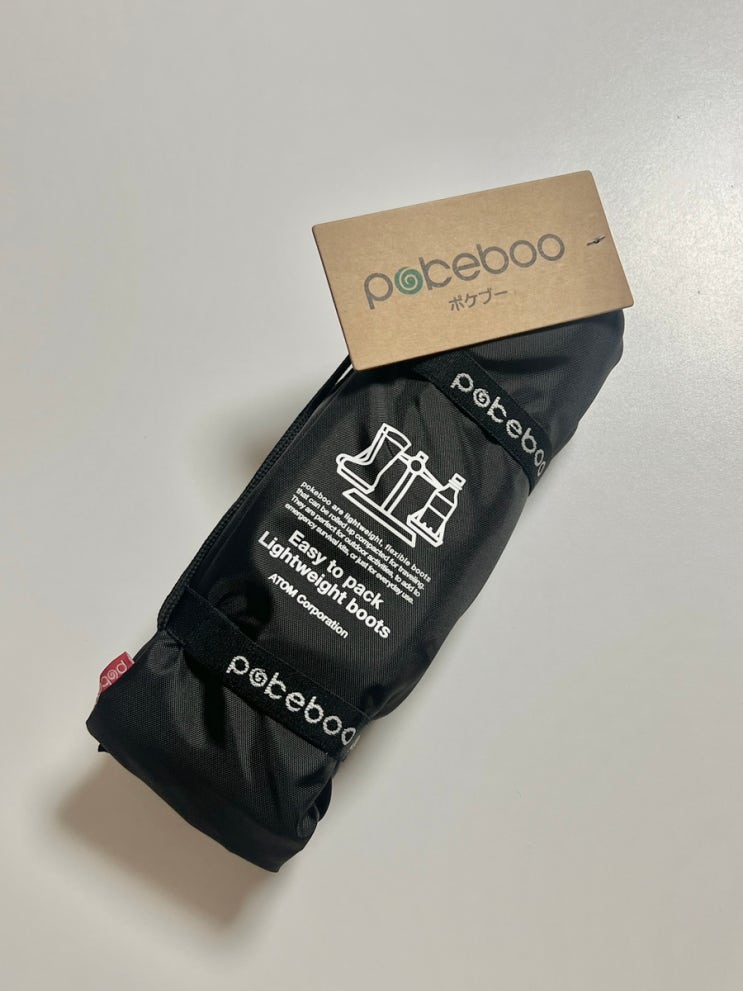 pokeboo
ポケブー
pokeboo
pokeboo are lightweight, flexible boots
that can be rolled up compacted for traveling.
They are perfect for outdoor activities, to add to
emergency survival kits, or just for everyday use.
Easy to pack
Lightweight boots
ATOM Corporation
pokeboo